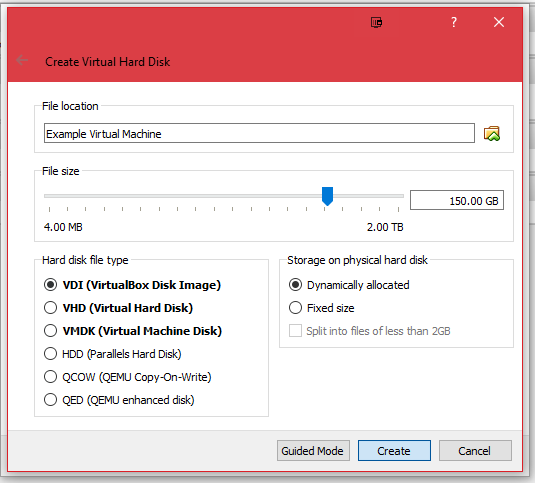 ?
Create Virtual Hard Disk
File location
Example Virtual Machine
File size
150.00 GB
4.00 MB 2.00 TB
Hard disk file type
VDI (VirtualBox Disk Image)
VHD (Virtual Hard Disk)
VMDK (Virtual Machine Disk)
HDD (Parallels Hard Disk)
QCOW (QEMU Copy-On-Write)
QED (QEMU enhanced disk)
Storage on physical hard disk
Dynamically allocated
Fixed size
Split into files of less than 2GB
Guided Mode Create Cancel